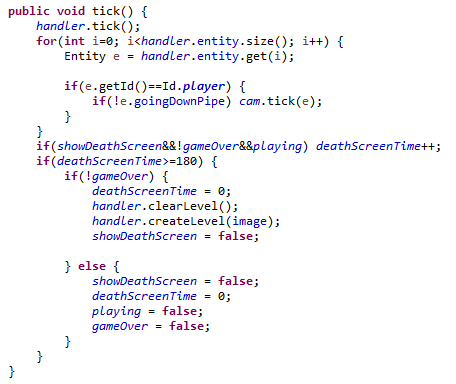 public void tick() {
    handler.tick();
    for(int i=0; i<handler.entity.size(); i++) {
        Entity e = handler.entity.get(i);

        if(e.getId()==Id.player) {
            if(!e.goingDownPipe) cam.tick(e);
        }
    }
    if(showDeathScreen&&!gameOver&&playing) deathScreenTime++;
    if(deathScreenTime>=180) {
        if(!gameOver) {
            deathScreenTime = 0;
            handler.clearLevel();
            handler.createLevel(image);
            showDeathScreen = false;

        } else {
            showDeathScreen = false;
            deathScreenTime = 0;
            playing = false;
            gameOver = false;
        }
    }
}